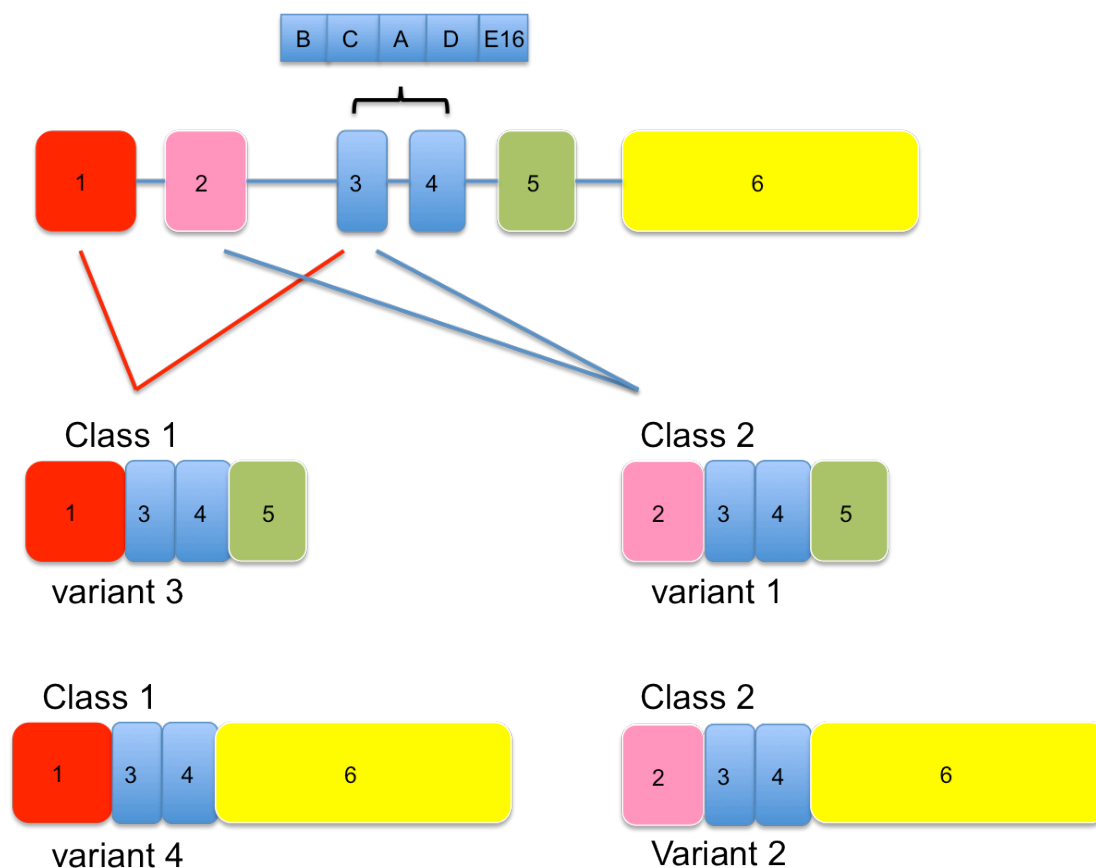 B C A D E16
1 2 3 4 5 6
Class 1 Class 2
1 3 4 5 2 3 4 5
variant 3 variant 1
Class 1 Class 2
1 3 4 6 2 3 4 6
variant 4 Variant 2